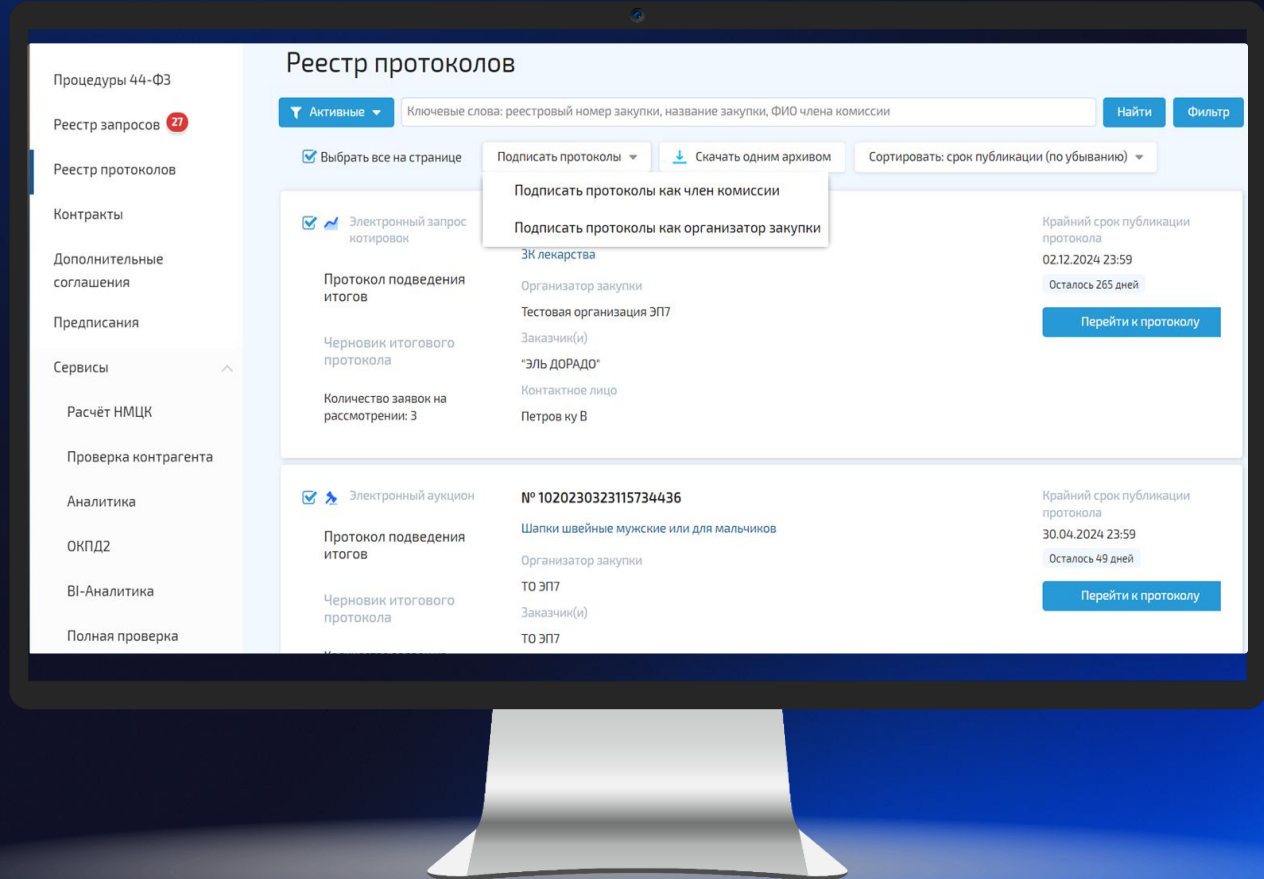 Реестр протоколов
Процедуры 44-ФЗ
Реестр запросов 27
Реестр протоколов
Контракты
Дополнительные
соглашения
Предписания
Сервисы
Расчёт НМЦК
Проверка контрагента
Аналитика
ОКПД2
BI-Аналитика
Полная проверка
Активные
Ключевые слова: реестровый номер закупки, название закупки, ФИО члена комиссии
Найти
Фильтр
Выбрать все на странице
Подписать протоколы
Скачать одним архивом
Сортировать: срок публикации (по убыванию)
Подписать протоколы как член комиссии
Подписать протоколы как организатор закупки
Электронный запрос
котировок
Протокол подведения
итогов
Черновик итогового
протокола
Количество заявок на
рассмотрении: 3
ЗК лекарства
Организатор закупки
Тестовая организация ЭП7
Заказчик(и)
"ЭЛЬ ДОРАДО"
Контактное лицо
Петров ку В
Крайний срок публикации
протокола
02.12.2024 23:59
Осталось 265 дней
Перейти к протоколу
Электронный аукцион
Протокол подведения
итогов
Черновик итогового
протокола
№ 1020230323115734436
Шапки швейные мужские или для мальчиков
Организатор закупки
ТО ЭП7
Заказчик(и)
ТО ЭП7
Крайний срок публикации
протокола
30.04.2024 23:59
Осталось 49 дней
Перейти к протоколу